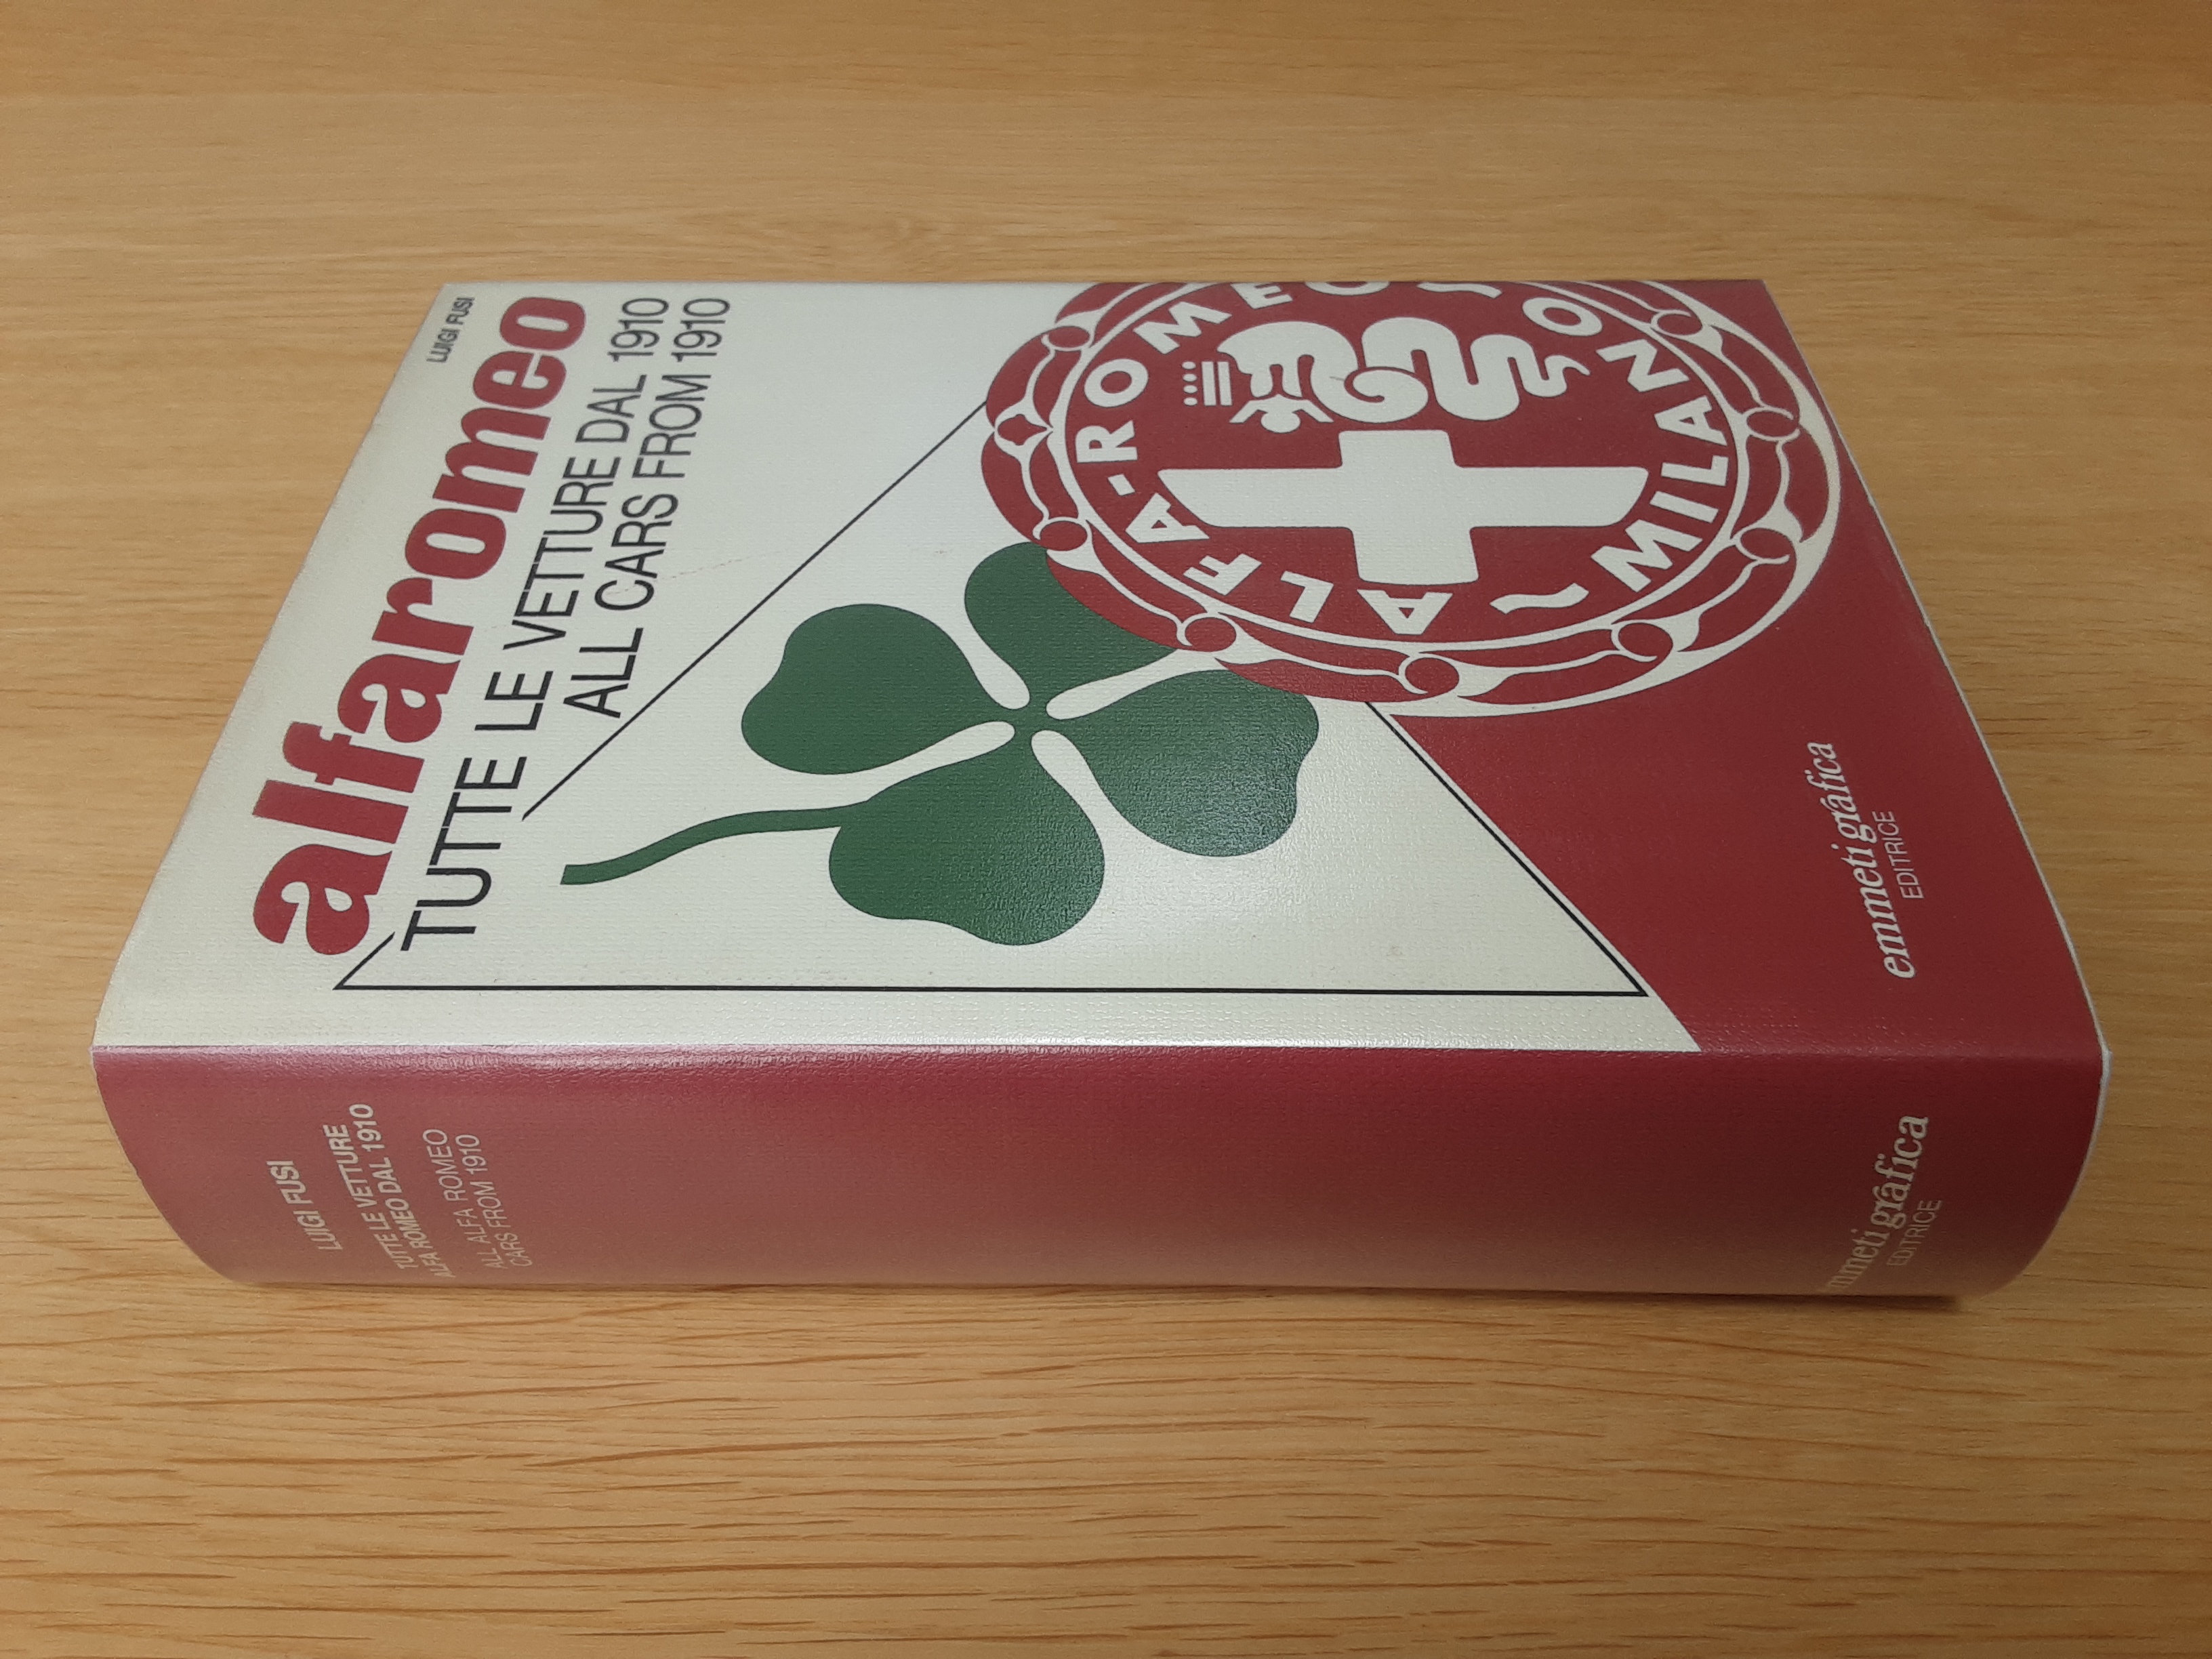 LUIGI FUSI
alfaromeo
TUTTE LE VETTURE DAL 1910
ALL CARS FROM 1910
ALFA-ROMEO
MILANO
emmeti grafica
EDITRICE
LUIGI FUSI
TUTTE LE VETTURE
ALFA ROMEO DAL 1910
ALL ALFA ROMEO
CARS FROM 1910
emmeti grafica
EDITRICE